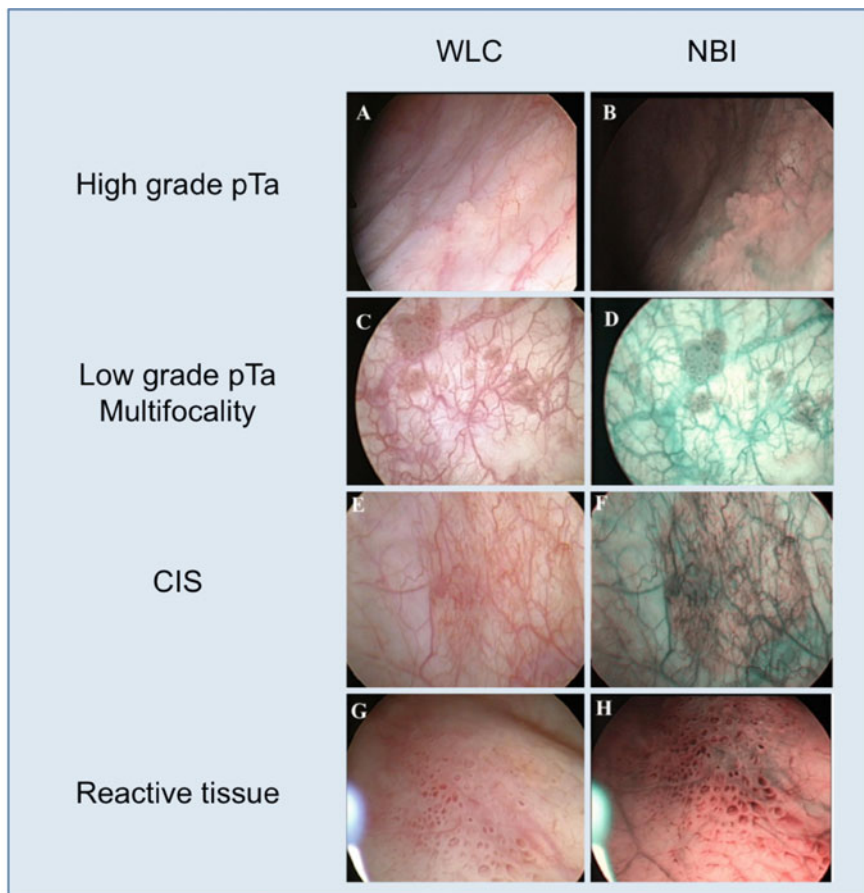 WLC NBI
High grade pTa
A B
Low grade pTa
Multifocality
C D
CIS
E F
Reactive tissue
G H